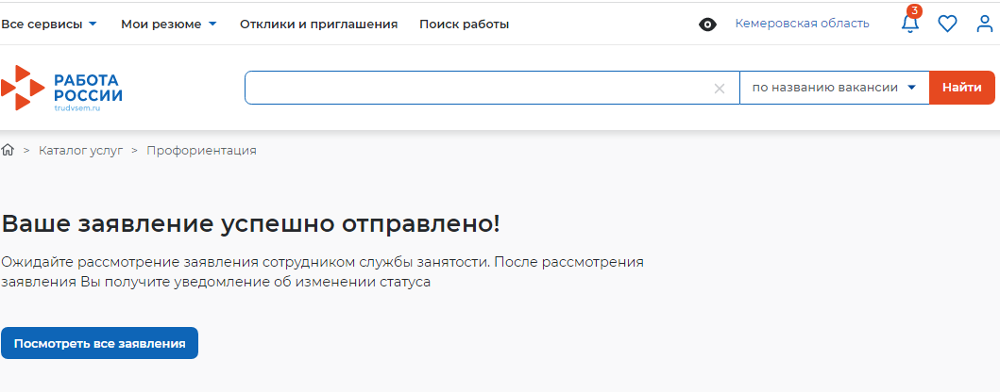 Все сервисы Мои резюме Отклики и приглашения Поиск работы Кемеровская область 3
РАБОТА
РОССИИ
trudvsem.ru
по названию вакансии Найти
> Каталог услуг > Профориентация
Ваше заявление успешно отправлено!
Ожидайте рассмотрение заявления сотрудником службы занятости. После рассмотрения
заявления Вы получите уведомление об изменении статуса
Посмотреть все заявления